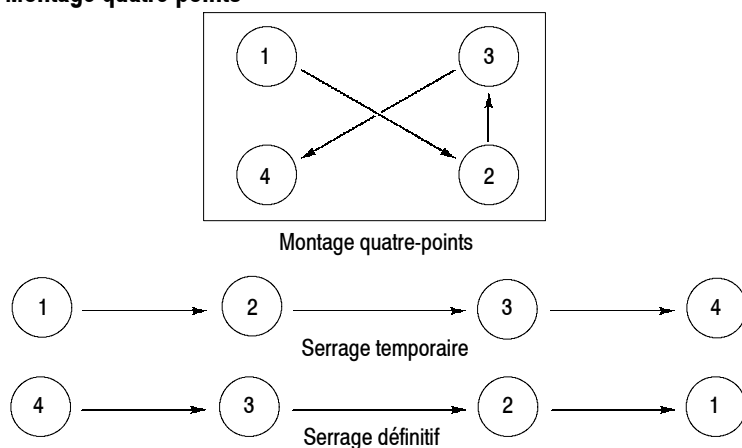 Montage quatre points
1 3
4 2
Montage quatre-points
1 2 3 4
Serrage temporaire
4 3 2 1
Serrage définitif